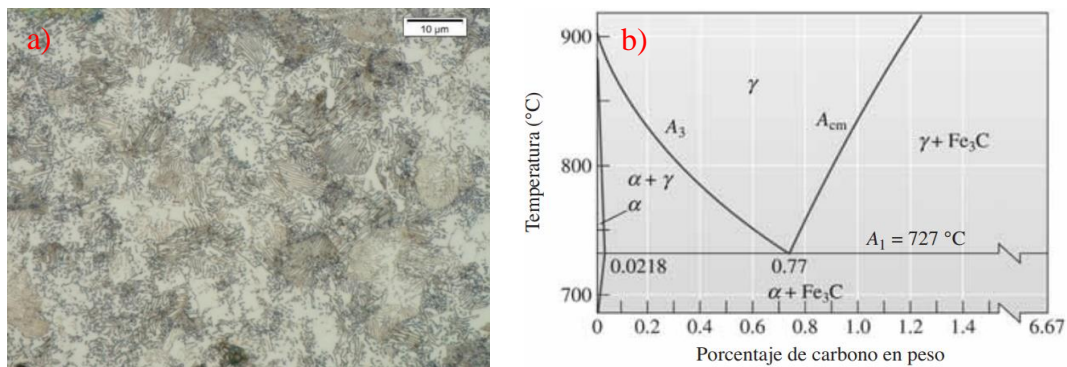 a)
10 µm
b)
Temperatura (°C)
900
800
700
γ
A3
Acm
γ + Fe3C
α + γ
α
A1 = 727 °C
0.0218
0.77
α + Fe3C
0 0.2 0.4 0.6 0.8 1.0 1.2 1.4 6.67
Porcentaje de carbono en peso